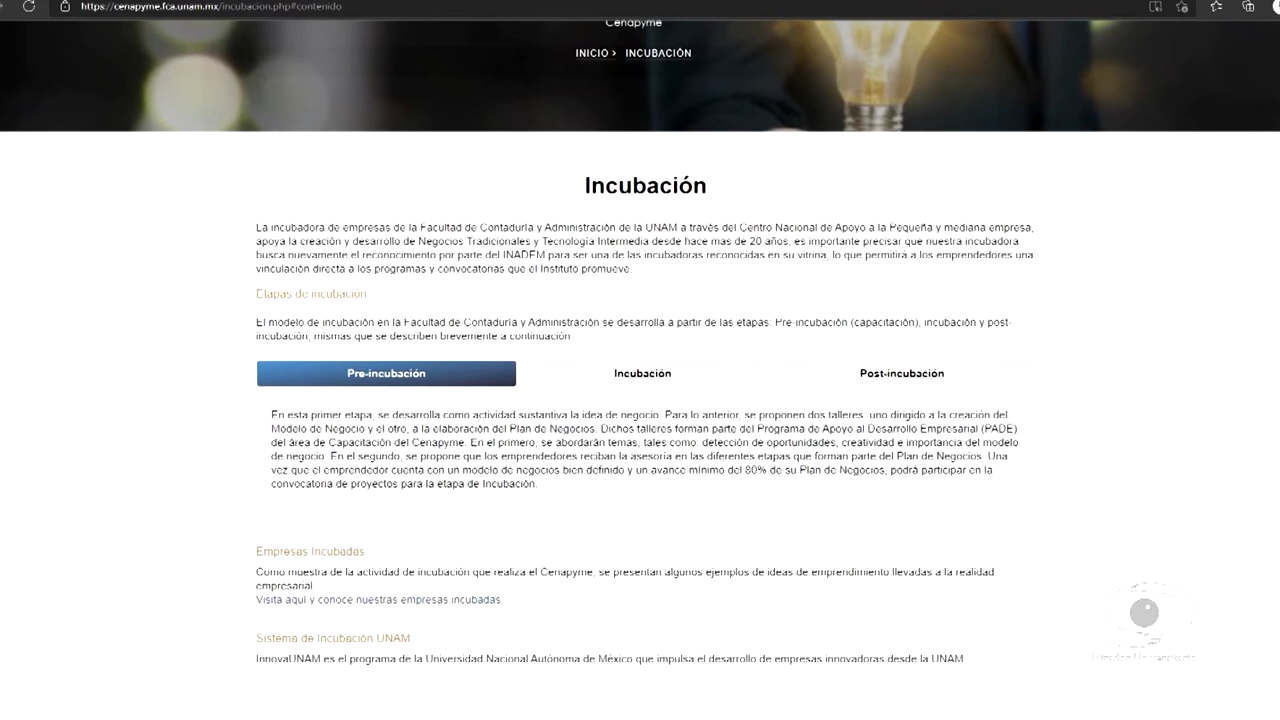 https://cenapyme.fca.unam.mx/incubacion.php#contenido
Cenapyme
INICIO > INCUBACIÓN
Incubación
La incubadora de empresas de la Facultad de Contaduría y Administración de la UNAM a través del Centro Nacional de Apoyo a la Pequeña y mediana empresa,
apoya la creación y desarrollo de Negocios Tradicionales y Tecnología Intermedia desde hace mas de 20 años, es importante precisar que nuestra incubadora
busca nuevamente el reconocimiento por parte del INADEM para ser una de las incubadoras reconocidas en su vitrina, lo que permitirá a los emprendedores una
vinculación directa a los programas y convocatorias que el Instituto promueve.
Etapas de incubación
El modelo de incubación en la Facultad de Contaduría y Administración se desarrolla a partir de las etapas: Pre-incubación (capacitación), incubación y post-
incubación, mismas que se describen brevemente a continuación
Pre-incubación Incubación Post-incubación
En esta primer etapa, se desarrolla como actividad sustantiva la idea de negocio. Para lo anterior, se proponen dos talleres: uno dirigido a la creación del
Modelo de Negocio y el otro, a la elaboración del Plan de Negocios. Dichos talleres forman parte del Programa de Apoyo al Desarrollo Empresarial (PADE)
del área de Capacitación del Cenapyme. En el primero, se abordarán temas, tales como: detección de oportunidades, creatividad e importancia del modelo
de negocio. En el segundo, se propone que los emprendedores reciban la asesoría en las diferentes etapas que forman parte del Plan de Negocios. Una
vez que el emprendedor cuenta con un modelo de negocios bien definido y un avance mínimo del 80% de su Plan de Negocios, podrá participar en la
convocatoria de proyectos para la etapa de Incubación.
Empresas Incubadas
Como muestra de la actividad de incubación que realiza el Cenapyme, se presentan algunos ejemplos de ideas de emprendimiento llevadas a la realidad
empresarial.
Visita aquí y conoce nuestras empresas incubadas.
Sistema de Incubación UNAM
InnovaUNAM es el programa de la Universidad Nacional Autónoma de México que impulsa el desarrollo de empresas innovadoras desde la UNAM